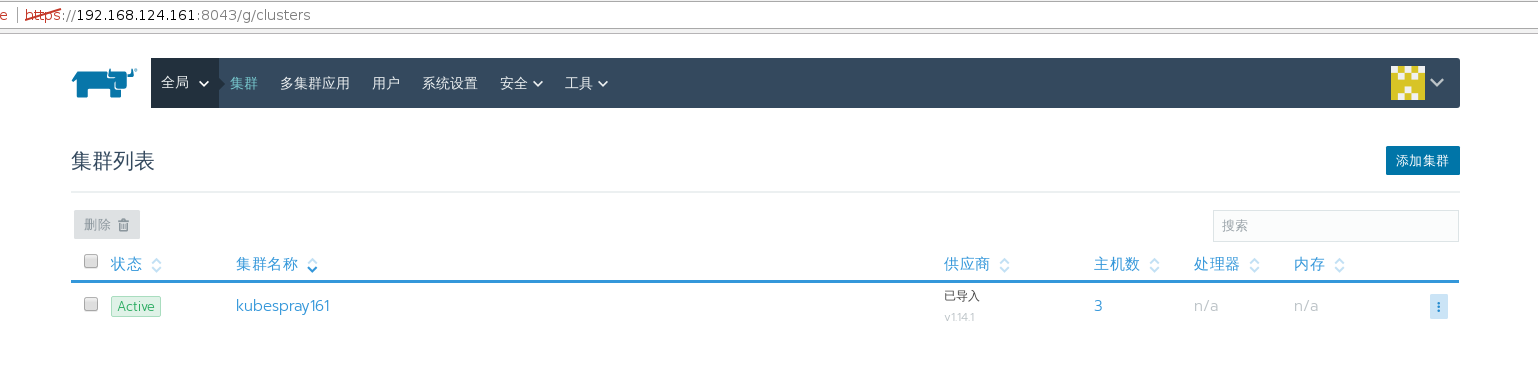 https://192.168.124.161:8043/g/clusters
全局 集群 多集群应用 用户 系统设置 安全 工具
集群列表 添加集群
删除 搜索
状态 集群名称 供应商 主机数 处理器 内存
Active kubespray161 已导入 3 n/a n/a
v1.14.1